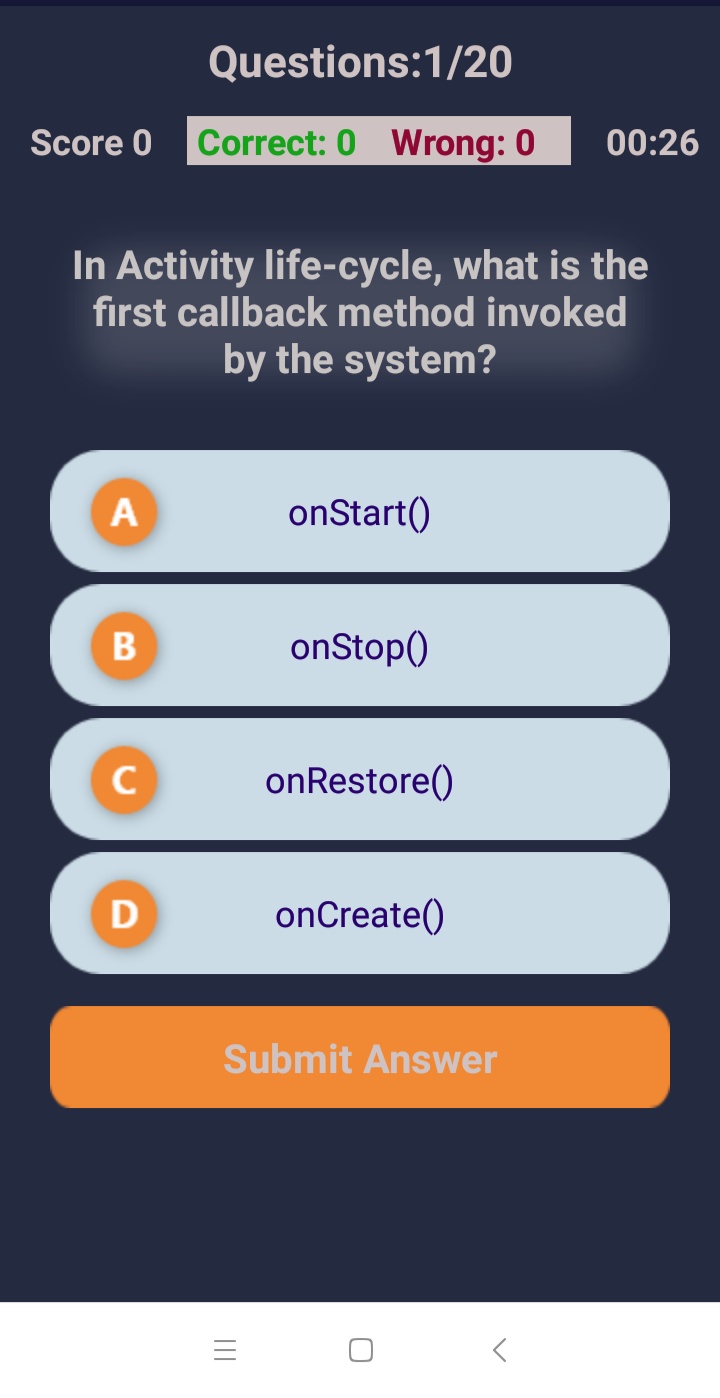 Questions:1/20
Score 0 Correct: 0 Wrong: 0 00:26
In Activity life-cycle, what is the
first callback method invoked
by the system?
A onStart()
B onStop()
C onRestore()
D onCreate()
Submit Answer